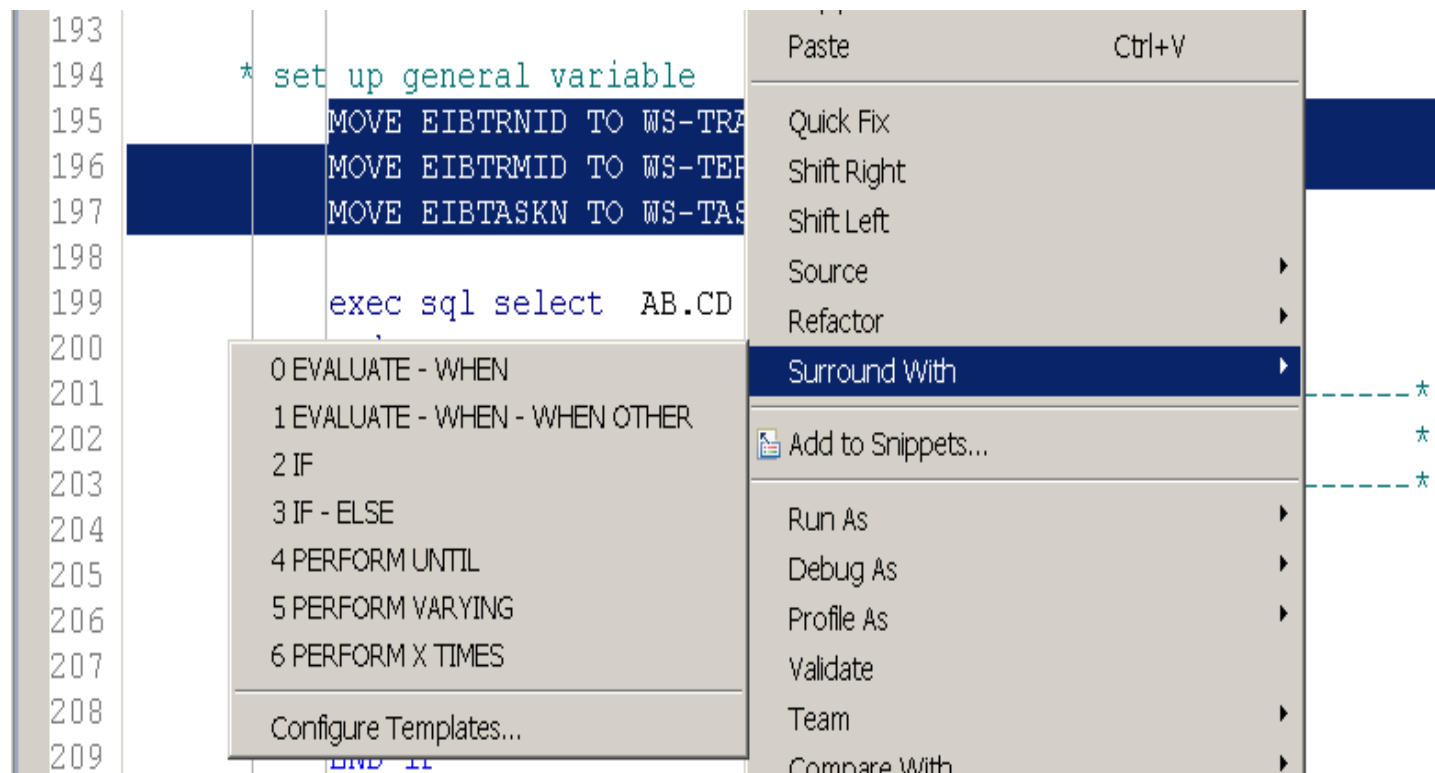 193
Paste Ctrl+V
194 * set up general variable
195 MOVE EIBTRNID TO WS-TRA
Quick Fix
196 MOVE EIBTRMID TO WS-TER
Shift Right
197 MOVE EIBTASKN TO WS-TAS
Shift Left
198
Source
199 exec sql select AB.CD
Refactor
200
0 EVALUATE - WHEN
Surround With
201 ------*
1 EVALUATE - WHEN - WHEN OTHER
202 *
Add to Snippets...
2 IF
203 ------*
3 IF - ELSE
Run As
204
4 PERFORM UNTIL
Debug As
205
5 PERFORM VARYING
Profile As
206
6 PERFORM X TIMES
Validate
207
208
Configure Templates...
Team
209 END IF
Compare With